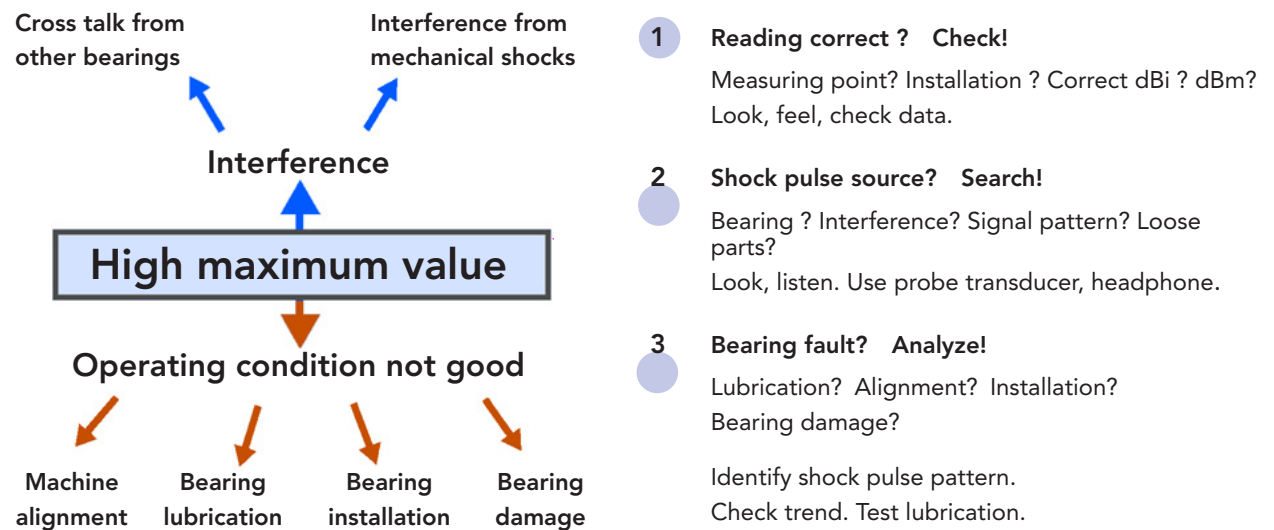 Cross talk from
other bearings
Interference from
mechanical shocks
Interference
High maximum value
Operating condition not good
Machine
alignment
Bearing
lubrication
Bearing
installation
Bearing
damage
1 Reading correct ? Check!
Measuring point? Installation ? Correct dBi ? dBm?
Look, feel, check data.
2 Shock pulse source? Search!
Bearing ? Interference? Signal pattern? Loose
parts?
Look, listen. Use probe transducer, headphone.
3 Bearing fault? Analyze!
Lubrication? Alignment? Installation?
Bearing damage?
Identify shock pulse pattern.
Check trend. Test lubrication.